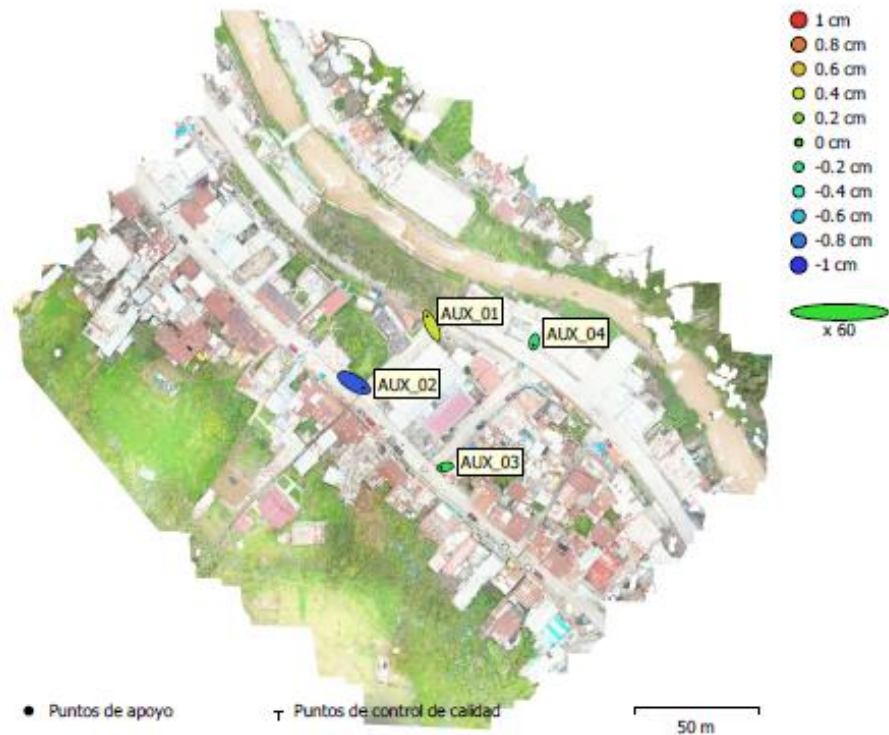 1 cm
0.8 cm
0.6 cm
0.4 cm
0.2 cm
0 cm
-0.2 cm
-0.4 cm
-0.6 cm
-0.8 cm
-1 cm
x 60
AUX_01
AUX_04
AUX_02
AUX_03
Puntos de apoyo
Puntos de control de calidad
50 m